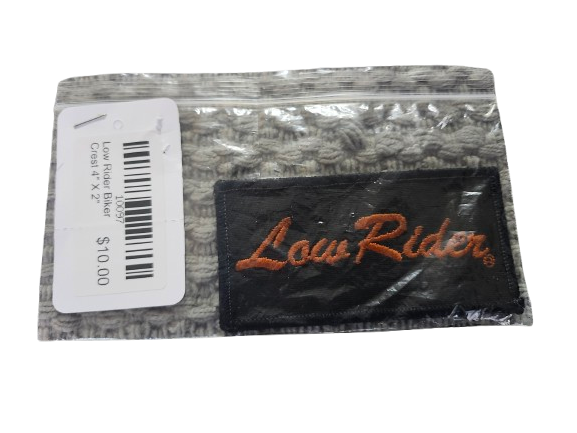 10097
Low Rider Biker
Crest 4" X 2"
$10.00
Low Rider®